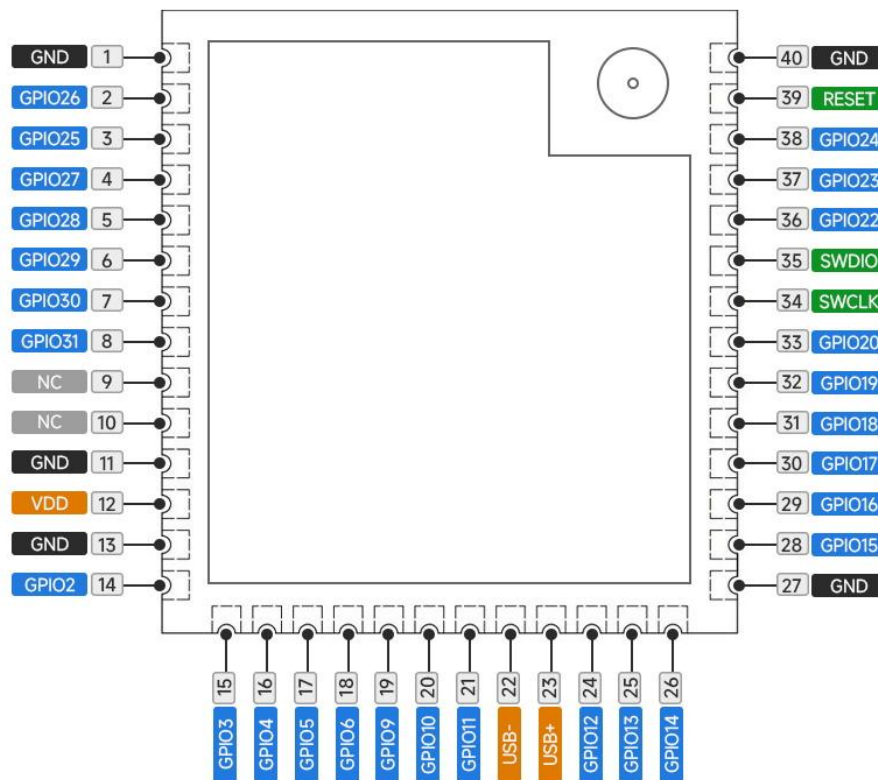 GND 1
GPIO26 2
GPIO25 3
GPIO27 4
GPIO28 5
GPIO29 6
GPIO30 7
GPIO31 8
NC 9
NC 10
GND 11
VDD 12
GND 13
GPIO2 14
15 GPIO3
16 GPIO4
17 GPIO5
18 GPIO6
19 GPIO9
20 GPIO10
21 GPIO11
22 USB-
23 USB+
24 GPIO12
25 GPIO13
26 GPIO14
40 GND
39 RESET
38 GPIO24
37 GPIO23
36 GPIO22
35 SWDIO
34 SWCLK
33 GPIO20
32 GPIO19
31 GPIO18
30 GPIO17
29 GPIO16
28 GPIO15
27 GND